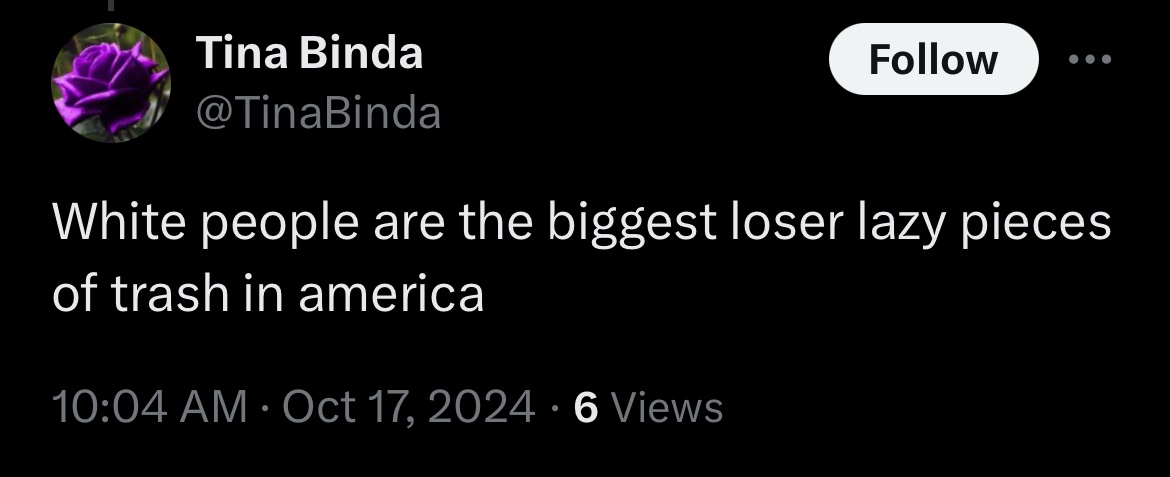 Tina Binda
Follow
@TinaBinda
White people are the biggest loser lazy pieces
of trash in america
10:04 AM · Oct 17, 2024 · 6 Views